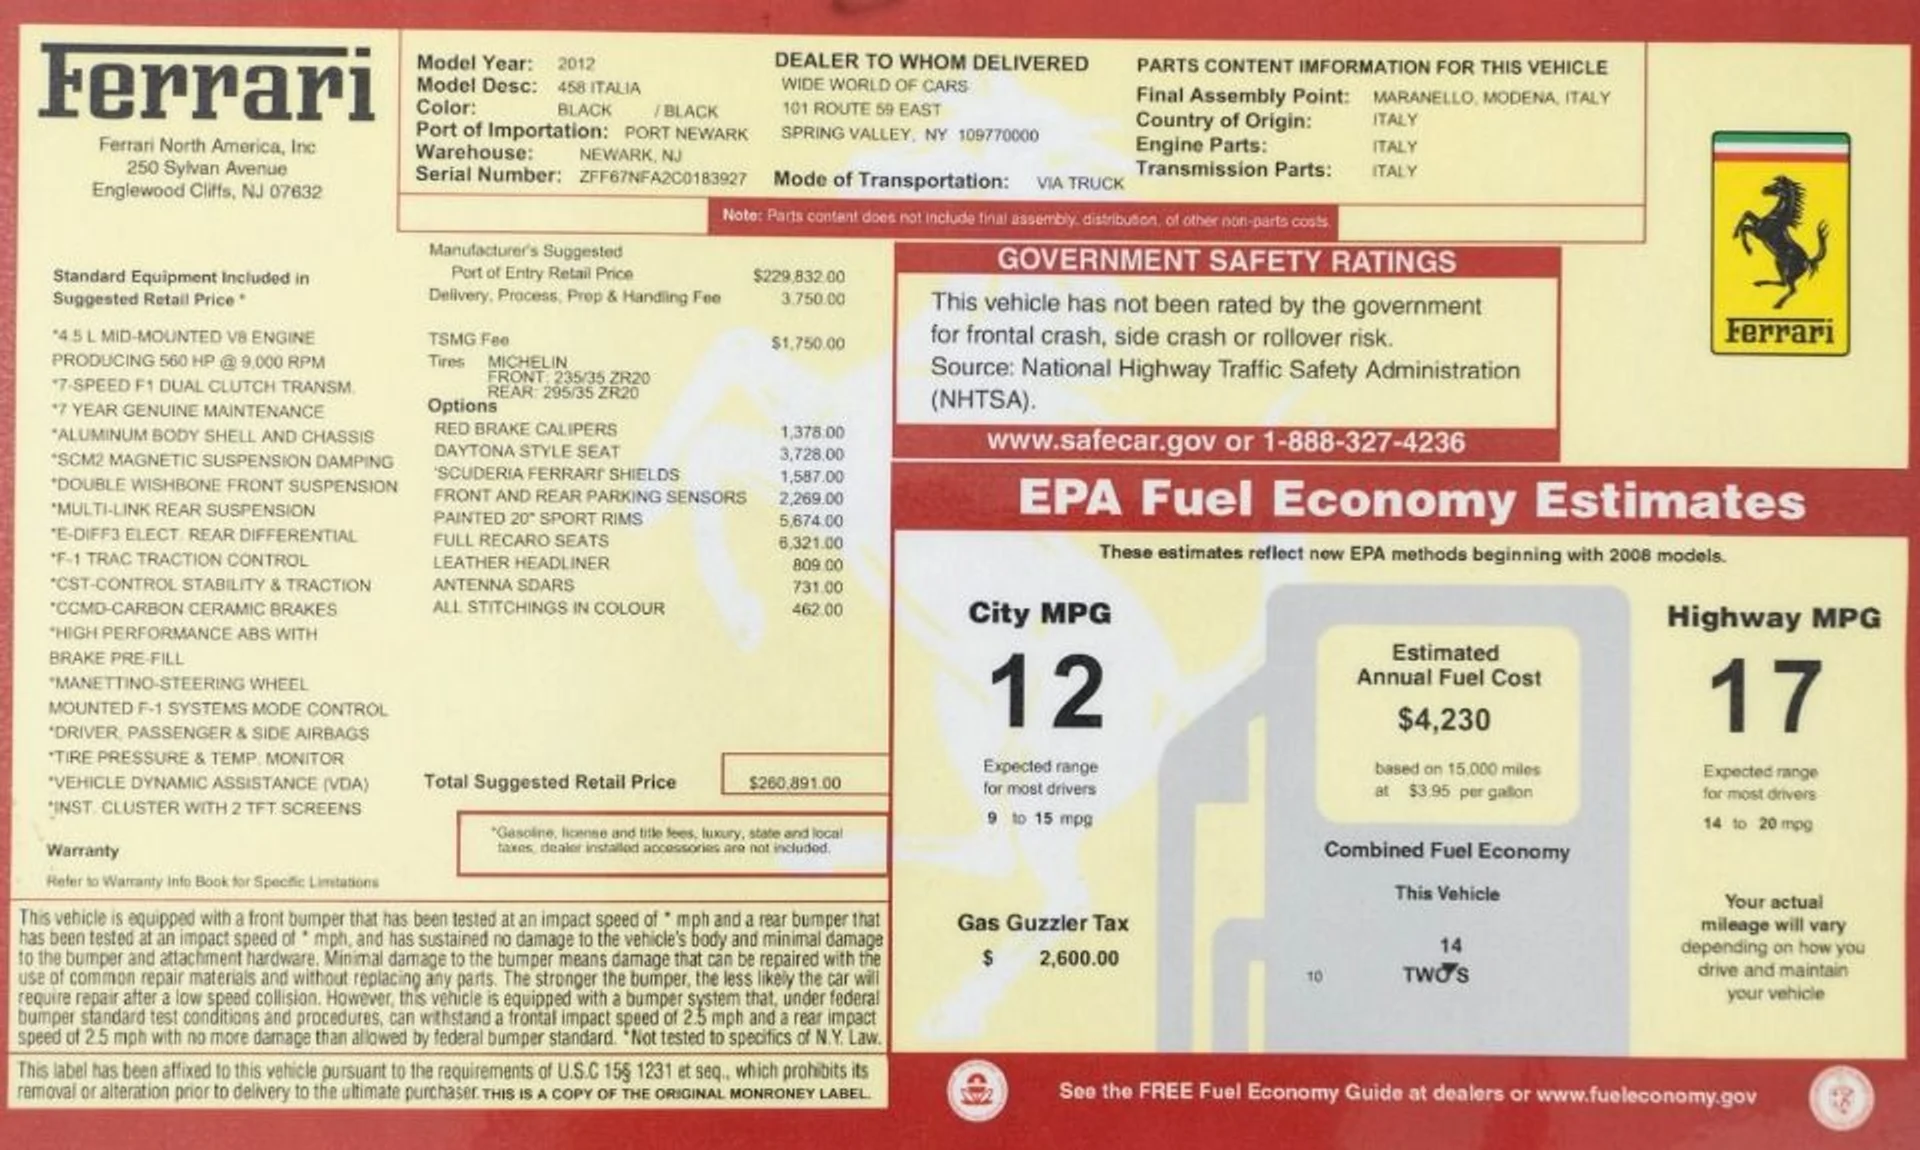 Ferrari
Ferrari North America, Inc
250 Sylvan Avenue
Englewood Cliffs, NJ 07632
Model Year: 2012
Model Desc: 458 ITALIA
Color: BLACK / BLACK
Port of Importation: PORT NEWARK
Warehouse: NEWARK, NJ
Serial Number: ZFF67NFA2C0183927
DEALER TO WHOM DELIVERED
WIDE WORLD OF CARS
101 ROUTE 59 EAST
SPRING VALLEY, NY 109770000
Mode of Transportation: VIA TRUCK
PARTS CONTENT IMFORMATION FOR THIS VEHICLE
Final Assembly Point: MARANELLO, MODENA, ITALY
Country of Origin: ITALY
Engine Parts: ITALY
Transmission Parts: ITALY
Note: Parts content does not include final assembly, distribution, of other non-parts costs.
Ferrari
Standard Equipment Included in
Suggested Retail Price *
*4.5 L MID-MOUNTED V8 ENGINE
PRODUCING 560 HP @ 9,000 RPM
*7-SPEED F1 DUAL CLUTCH TRANSM.
*7 YEAR GENUINE MAINTENANCE
*ALUMINUM BODY SHELL AND CHASSIS
*SCM2 MAGNETIC SUSPENSION DAMPING
*DOUBLE WISHBONE FRONT SUSPENSION
*MULTI-LINK REAR SUSPENSION
*E-DIFF3 ELECT. REAR DIFFERENTIAL
*F-1 TRAC TRACTION CONTROL
*CST-CONTROL STABILITY & TRACTION
*CCMD-CARBON CERAMIC BRAKES
*HIGH PERFORMANCE ABS WITH
BRAKE PRE-FILL
*MANETTINO-STEERING WHEEL
MOUNTED F-1 SYSTEMS MODE CONTROL
*DRIVER, PASSENGER & SIDE AIRBAGS
*TIRE PRESSURE & TEMP. MONITOR
*VEHICLE DYNAMIC ASSISTANCE (VDA)
*INST. CLUSTER WITH 2 TFT SCREENS
Warranty
Refer to Warranty Info Book for Specific Limitations
Manufacturer's Suggested
Port of Entry Retail Price $229,832.00
Delivery, Process, Prep & Handling Fee 3,750.00
TSMG Fee $1,750.00
Tires MICHELIN
FRONT: 235/35 ZR20
REAR: 295/35 ZR20
Options
RED BRAKE CALIPERS 1,378.00
DAYTONA STYLE SEAT 3,728.00
'SCUDERIA FERRARI' SHIELDS 1,587.00
FRONT AND REAR PARKING SENSORS 2,269.00
PAINTED 20" SPORT RIMS 5,674.00
FULL RECARO SEATS 6,321.00
LEATHER HEADLINER 809.00
ANTENNA SDARS 731.00
ALL STITCHINGS IN COLOUR 462.00
Total Suggested Retail Price $260,891.00
*Gasoline, license and title fees, luxury, state and local
taxes, dealer installed accessories are not included.
GOVERNMENT SAFETY RATINGS
This vehicle has not been rated by the government
for frontal crash, side crash or rollover risk.
Source: National Highway Traffic Safety Administration
(NHTSA).
www.safecar.gov or 1-888-327-4236
EPA Fuel Economy Estimates
These estimates reflect new EPA methods beginning with 2008 models.
City MPG
12
Expected range
for most drivers
9 to 15 mpg
Gas Guzzler Tax
$ 2,600.00
Estimated
Annual Fuel Cost
$4,230
based on 15,000 miles
at $3.95 per gallon
Combined Fuel Economy
This Vehicle
14
10 TWO'S
Highway MPG
17
Expected range
for most drivers
14 to 20 mpg
Your actual
mileage will vary
depending on how you
drive and maintain
your vehicle
This vehicle is equipped with a front bumper that has been tested at an impact speed of * mph and a rear bumper that
has been tested at an impact speed of * mph, and has sustained no damage to the vehicle's body and minimal damage
to the bumper and attachment hardware. Minimal damage to the bumper means damage that can be repaired with the
use of common repair materials and without replacing any parts. The stronger the bumper, the less likely the car will
require repair after a low speed collision. However, this vehicle is equipped with a bumper system that, under federal
bumper standard test conditions and procedures, can withstand a frontal impact speed of 2.5 mph and a rear impact
speed of 2.5 mph with no more damage than allowed by federal bumper standard. *Not tested to specifics of N.Y. Law.
This label has been affixed to this vehicle pursuant to the requirements of U.S.C 15§ 1231 et seq., which prohibits its
removal or alteration prior to delivery to the ultimate purchaser. THIS IS A COPY OF THE ORIGINAL MONRONEY LABEL.
See the FREE Fuel Economy Guide at dealers or www.fueleconomy.gov